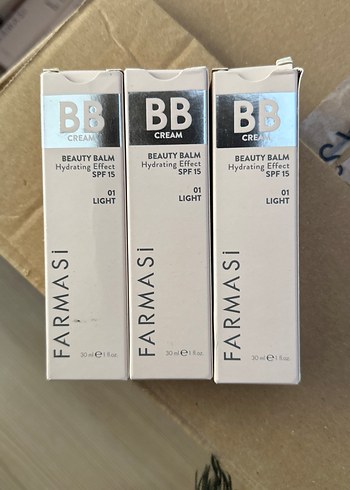 BB
CREAM
BEAUTY BALM
Hydrating Effect
SPF 15
01
LIGHT
FARMASi
30 ml e 1 fl oz.
BB
CREAM
BEAUTY BALM
Hydrating Effect
SPF 15
01
LIGHT
FARMASi
30 ml e 1 fl oz.
BB
CREAM
BEAUTY BALM
Hydrating Effect
SPF 15
01
LIGHT
FARMASi
30 ml e 1 fl oz.